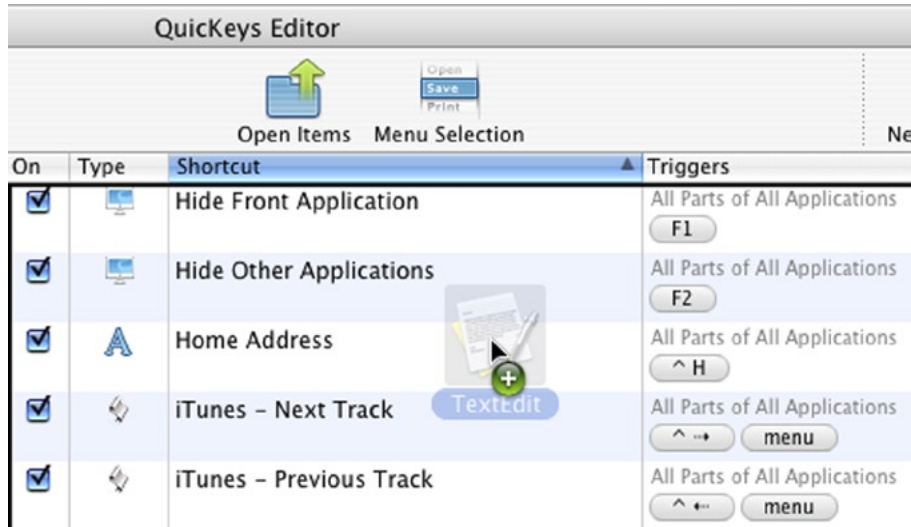 QuicKeys Editor
Open
Save
Print
Open Items Menu Selection Ne
On Type Shortcut Triggers
Hide Front Application All Parts of All Applications
F1
Hide Other Applications All Parts of All Applications
F2
Home Address All Parts of All Applications
^ H
TextEdit
iTunes – Next Track All Parts of All Applications
^ ⇢ menu
iTunes – Previous Track All Parts of All Applications
^ ⇠ menu